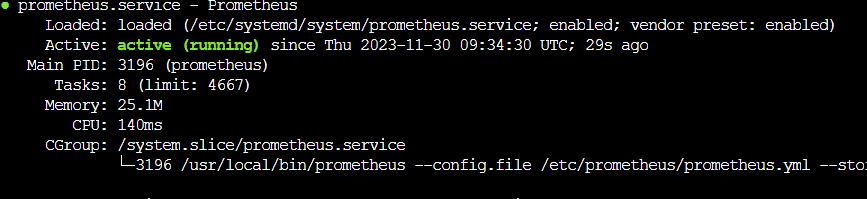 ● prometheus.service - Prometheus
Loaded: loaded (/etc/systemd/system/prometheus.service; enabled; vendor preset: enabled)
Active: active (running) since Thu 2023-11-30 09:34:30 UTC; 29s ago
Main PID: 3196 (prometheus)
Tasks: 8 (limit: 4667)
Memory: 25.1M
CPU: 140ms
CGroup: /system.slice/prometheus.service
└─3196 /usr/local/bin/prometheus --config.file /etc/prometheus/prometheus.yml --sto